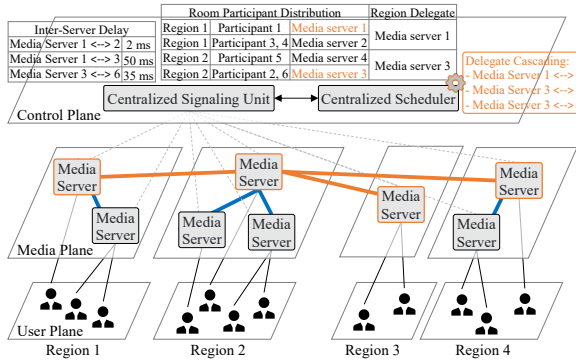 Inter-Server Delay
Media Server 1 <--> 2 2 ms
Media Server 1 <--> 3 50 ms
Media Server 3 <--> 6 35 ms
Room Participant Distribution Region Delegate
Region 1 Participant 1 Media server 1
Region 1 Participant 3, 4 Media server 2
Media server 1
Region 2 Participant 5 Media server 4
Region 2 Participant 2, 6 Media server 3
Media server 3
Delegate Cascading:
- Media Server 1 <-->
- Media Server 3 <-->
- Media Server 3 <-->
Centralized Signaling Unit
Centralized Scheduler
Control Plane
Media Server
Media Server
Media Server
Media Server
Media Server
Media Server
Media Server
Media Server
Media Server
Media Plane
User Plane
Region 1
Region 2
Region 3
Region 4